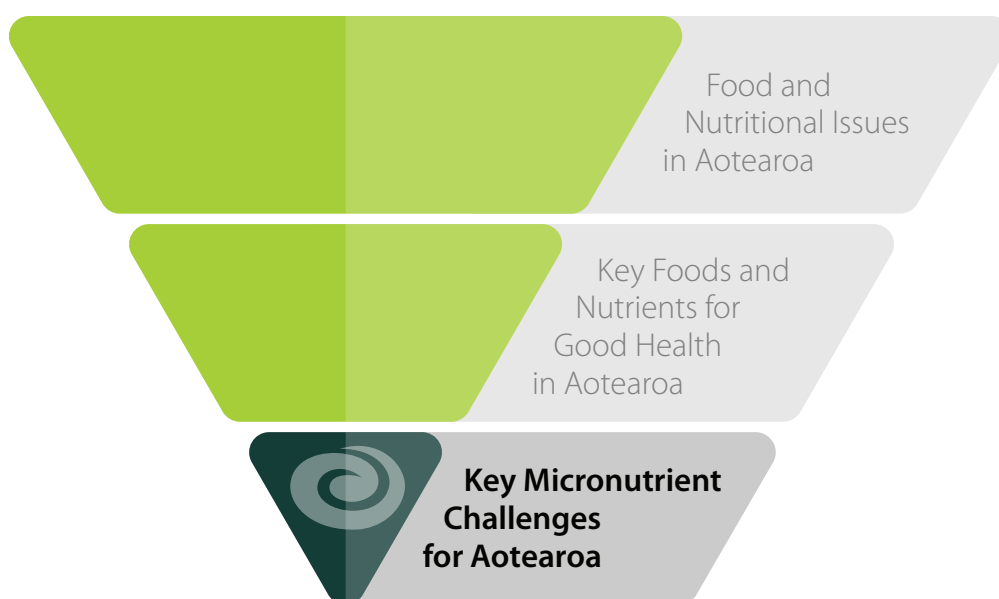 Food and
Nutritional Issues
in Aotearoa
Key Foods and
Nutrients for
Good Health
in Aotearoa
Key Micronutrient
Challenges
for Aotearoa